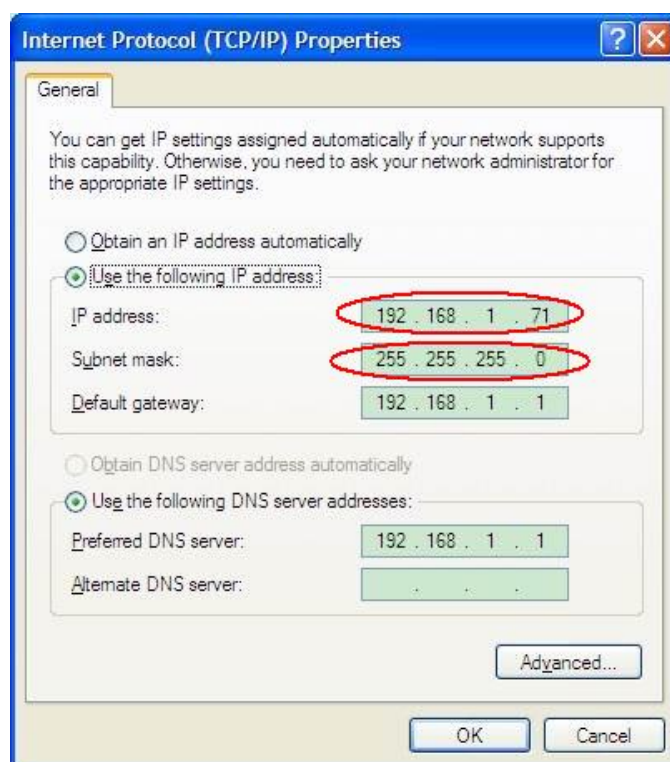 Internet Protocol (TCP/IP) Properties
General
You can get IP settings assigned automatically if your network supports
this capability. Otherwise, you need to ask your network administrator for
the appropriate IP settings.
Obtain an IP address automatically
Use the following IP address:
IP address: 192 . 168 . 1 . 71
Subnet mask: 255 . 255 . 255 . 0
Default gateway: 192 . 168 . 1 . 1
Obtain DNS server address automatically
Use the following DNS server addresses:
Preferred DNS server: 192 . 168 . 1 . 1
Alternate DNS server: . . .
Advanced...
OK Cancel